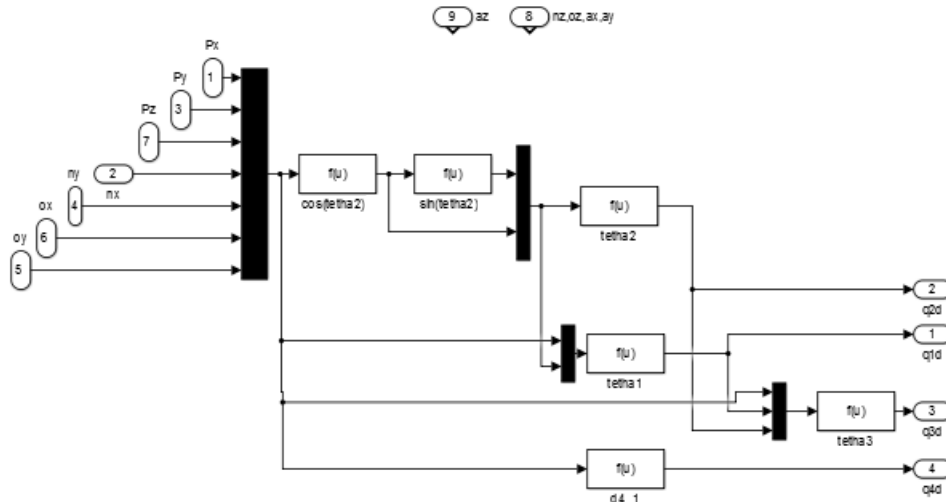 9 az
8 nz,oz,ax,ay
Px
1
Py
3
Pz
7
ny
2
nx
4
ox
6
oy
5
f(u)
cos(tetha2)
f(u)
sin(tetha2)
f(u)
tetha2
2
q2d
1
q1d
f(u)
tetha1
f(u)
tetha3
3
q3d
f(u)
d4_1
4
q4d